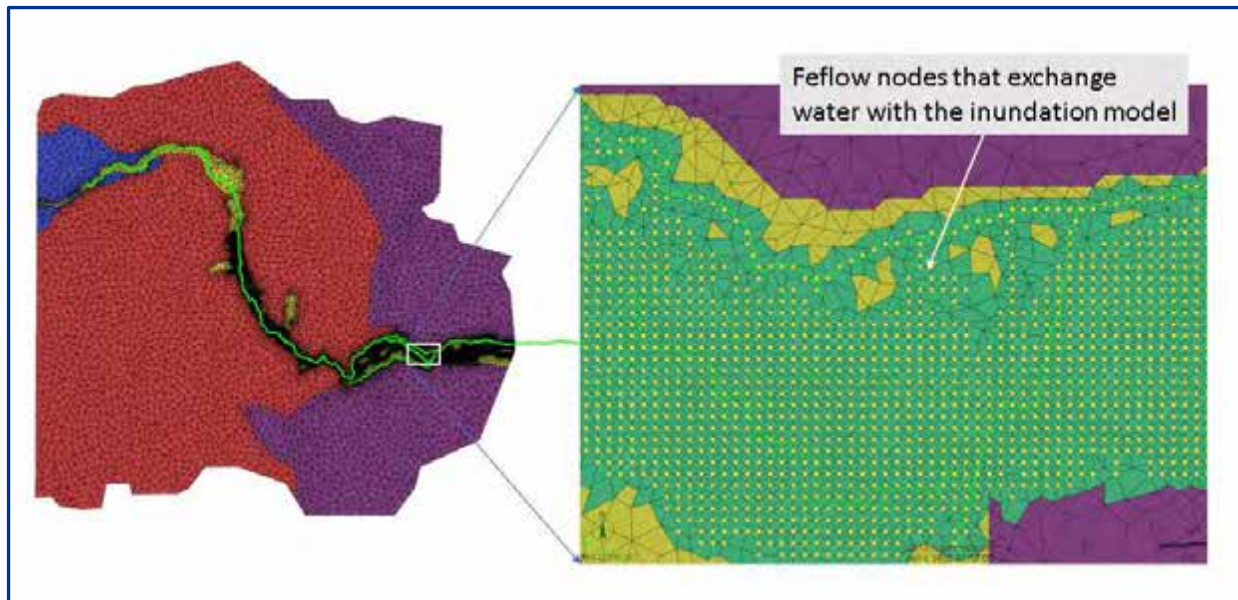 Feflow nodes that exchange
water with the inundation model